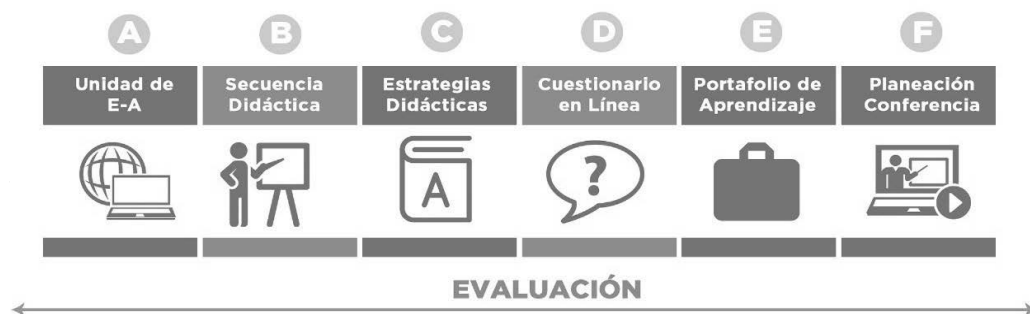 A
B
C
D
E
F
Unidad de
E-A
Secuencia
Didáctica
Estrategias
Didácticas
Cuestionario
en Línea
Portafolio de
Aprendizaje
Planeación
Conferencia
A
?
EVALUACIÓN